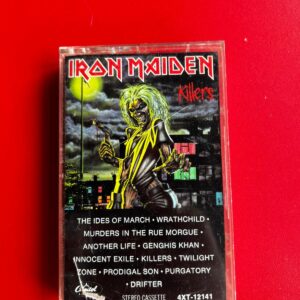 IRON MAIDEN
Killers
THE IDES OF MARCH • WRATHCHILD •
MURDERS IN THE RUE MORGUE •
ANOTHER LIFE • GENGHIS KHAN •
INNOCENT EXILE • KILLERS • TWILIGHT
ZONE • PRODIGAL SON • PURGATORY •
DRIFTER
Capitol
STEREO CASSETTE 4XT-12141